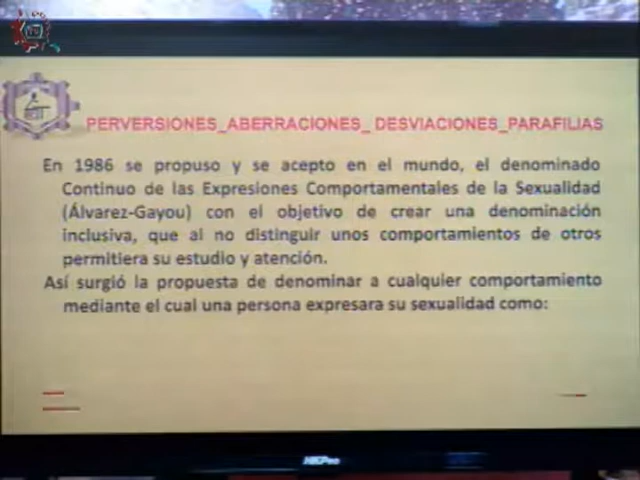 PERVERSIONES_ABERRACIONES_ DESVIACIONES_PARAFILIAS
En 1986 se propuso y se acepto en el mundo, el denominado
Continuo de las Expresiones Comportamentales de la Sexualidad
(Álvarez-Gayou) con el objetivo de crear una denominación
inclusiva, que al no distinguir unos comportamientos de otros
permitiera su estudio y atención.
Así surgió la propuesta de denominar a cualquier comportamiento
mediante el cual una persona expresara su sexualidad como: